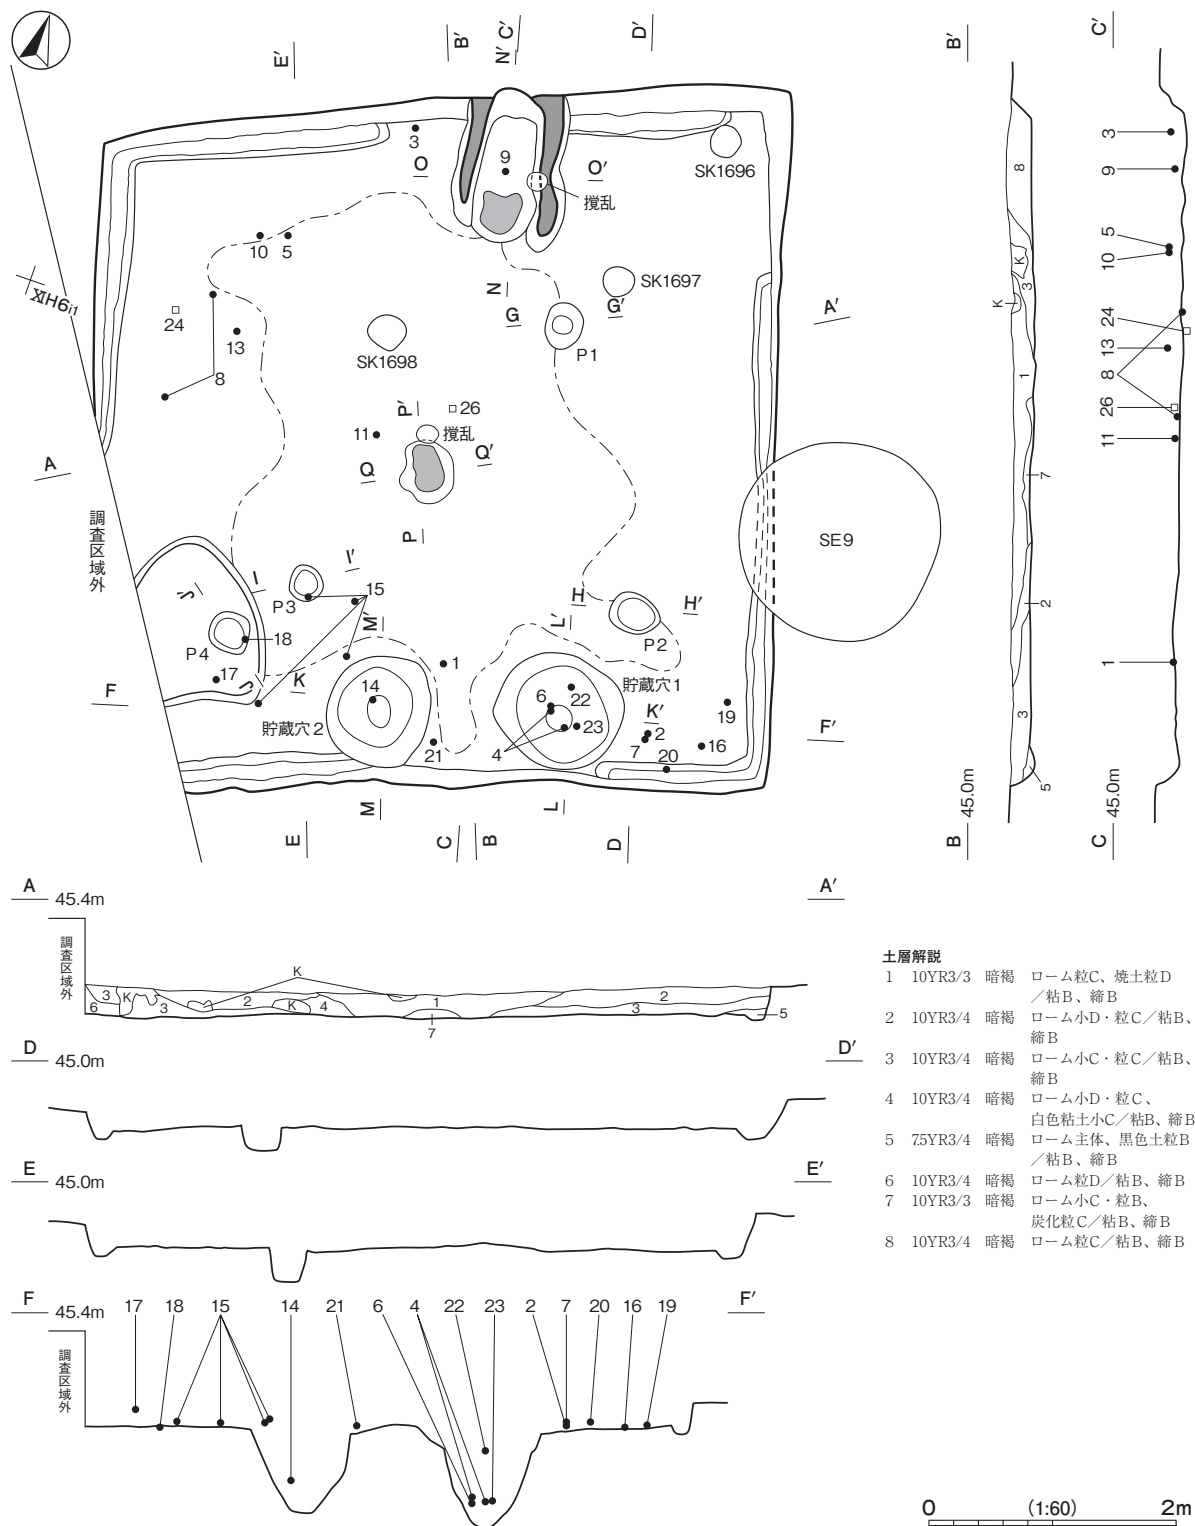 E′
B′
C′
N′
D′
B′
C′
3
O
9
O′
撹乱
SK1696
10
5
N
SK1697
G
G′
P1
A′
ⅪH6i1
24
13
8
SK1698
P′
26
撹乱
11
Q
Q′
P
A
調査区域外
SE9
I
I′
J′
P3
15
M′
H
H′
L′
P2
P4
18
17
J
K
1
14
貯蔵穴2
21
6
22
貯蔵穴1
4
23
K′
2
7
19
16
20
F
F′
E
M
C
B
L
D
8
K
K
3
1
7
2
3
5
B 45.0m
3
9
5
10
24
13
8
26
11
1
C 45.0m
A 45.4m
A′
調査区域外
K
3
K
6
3
2
K
4
1
7
2
3
5
D 45.0m
D′
E 45.0m
E′
F 45.4m
17 18 15 14 21 6 4 22 23 2 7 20 16 19
F′
調査区域外
土層解説
1 10YR3/3 暗褐 ローム粒C、焼土粒D
/粘B、締B
2 10YR3/4 暗褐 ローム小D・粒C/粘B、
締B
3 10YR3/4 暗褐 ローム小C・粒C/粘B、
締B
4 10YR3/4 暗褐 ローム小D・粒C、
白色粘土小C/粘B、締B
5 7.5YR3/4 暗褐 ローム主体、黒色土粒B
/粘B、締B
6 10YR3/4 暗褐 ローム粒D/粘B、締B
7 10YR3/3 暗褐 ローム小C・粒B、
炭化粒C/粘B、締B
8 10YR3/4 暗褐 ローム粒C/粘B、締B
0 (1:60) 2m